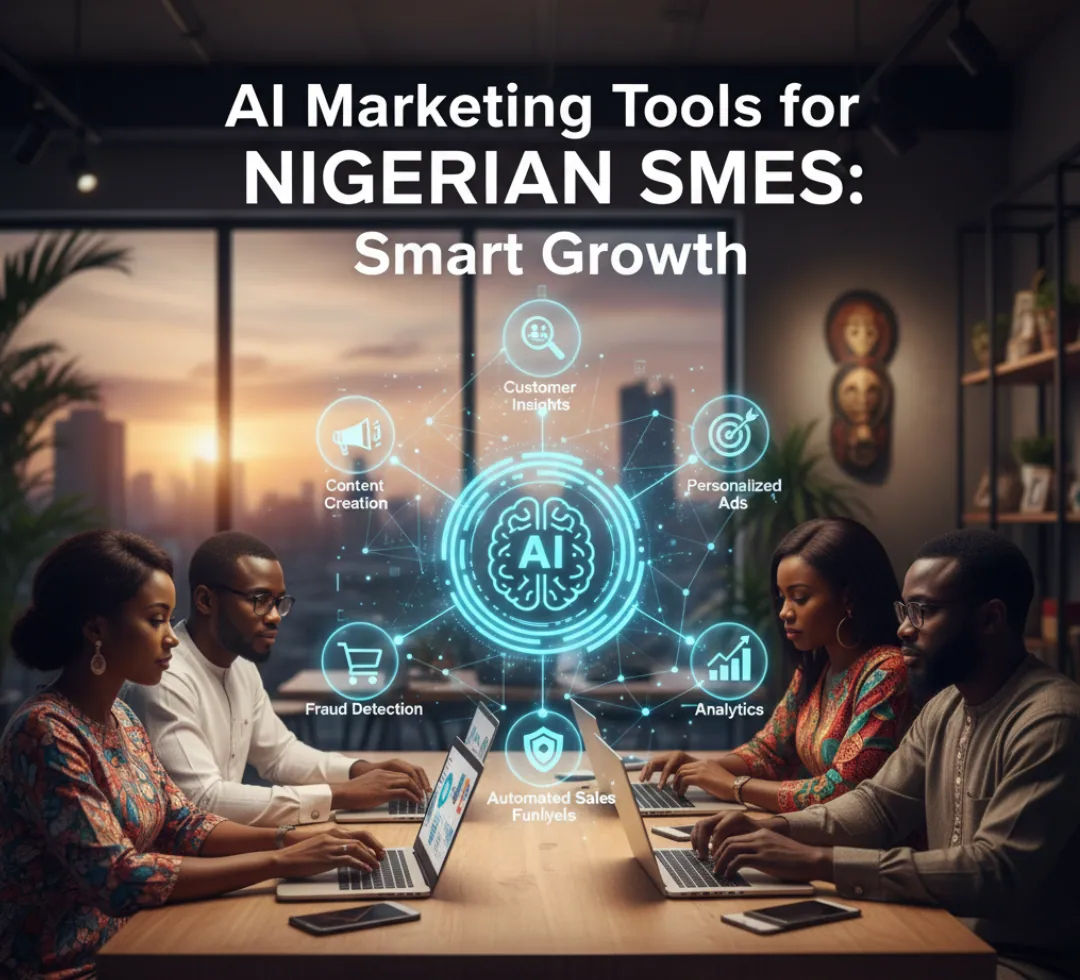 AI Marketing Tools for
NIGERIAN SMES:
Smart Growth
Customer
Insights
Content
Creation
Personalized
Ads
AI
Fraud Detection
Analytics
Automated Sales
Funlyels